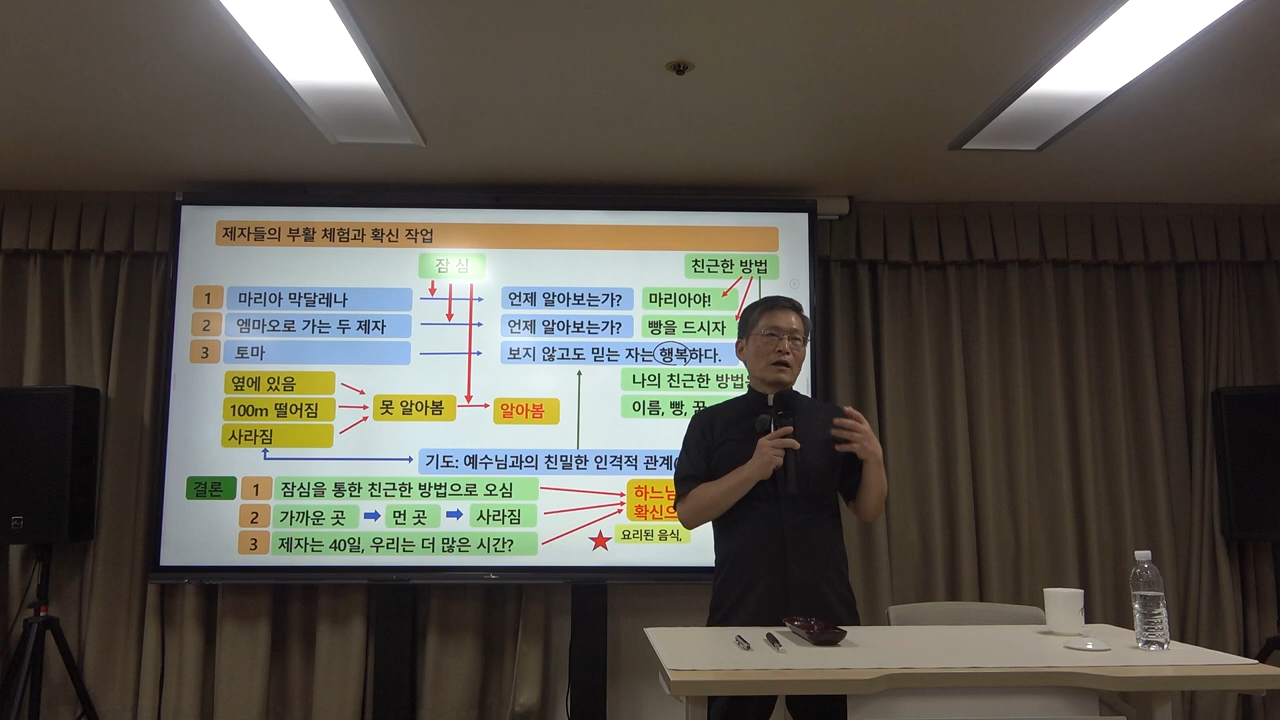 제자들의 부활 체험과 확신 작업
잠 심
친근한 방법
1 마리아 막달레나 언제 알아보는가? 마리아야!
2 엠마오로 가는 두 제자 언제 알아보는가? 빵을 드시자
3 토마 보지 않고도 믿는 자는 행복하다.
옆에 있음
나의 친근한 방법
100m 떨어짐 못 알아봄 알아봄
이름, 빵,
사라짐
기도: 예수님과의 친밀한 인격적 관계
결론 1 잠심을 통한 친근한 방법으로 오심
하느님
2 가까운 곳 먼 곳 사라짐
확신으
3 제자는 40일, 우리는 더 많은 시간?
요리된 음식,